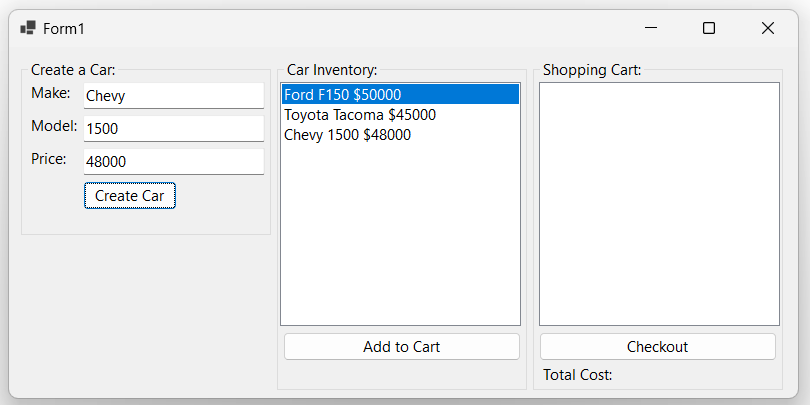 Form1
Create a Car:
Make: Chevy
Model: 1500
Price: 48000
Create Car
Car Inventory:
Ford F150 $50000
Toyota Tacoma $45000
Chevy 1500 $48000
Add to Cart
Shopping Cart:
Checkout
Total Cost: